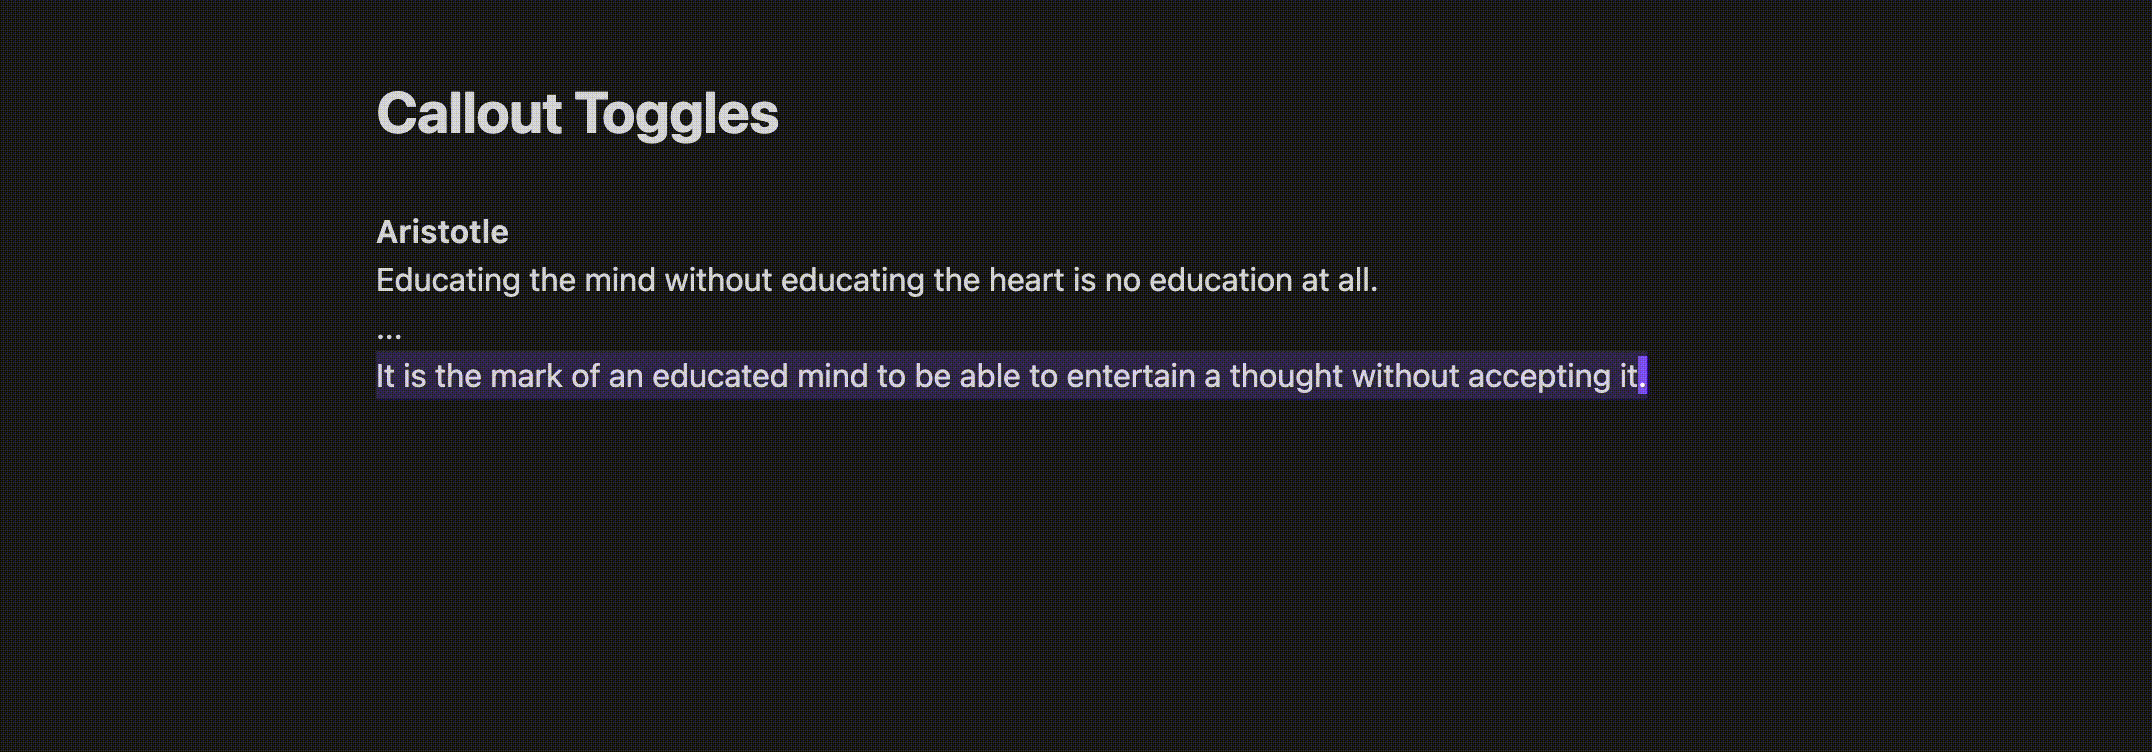 Callout Toggles
Aristotle
Educating the mind without educating the heart is no education at all.
...
It is the mark of an educated mind to be able to entertain a thought without accepting it.